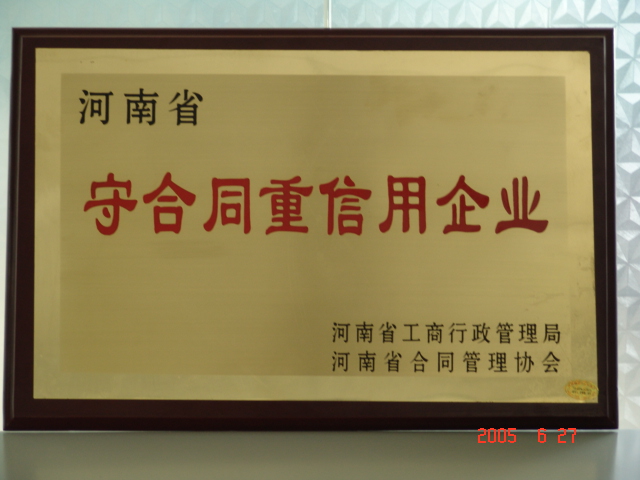 河南省
守合同重信用企业
河南省工商行政管理局
河南省合同管理协会
2005 6 27